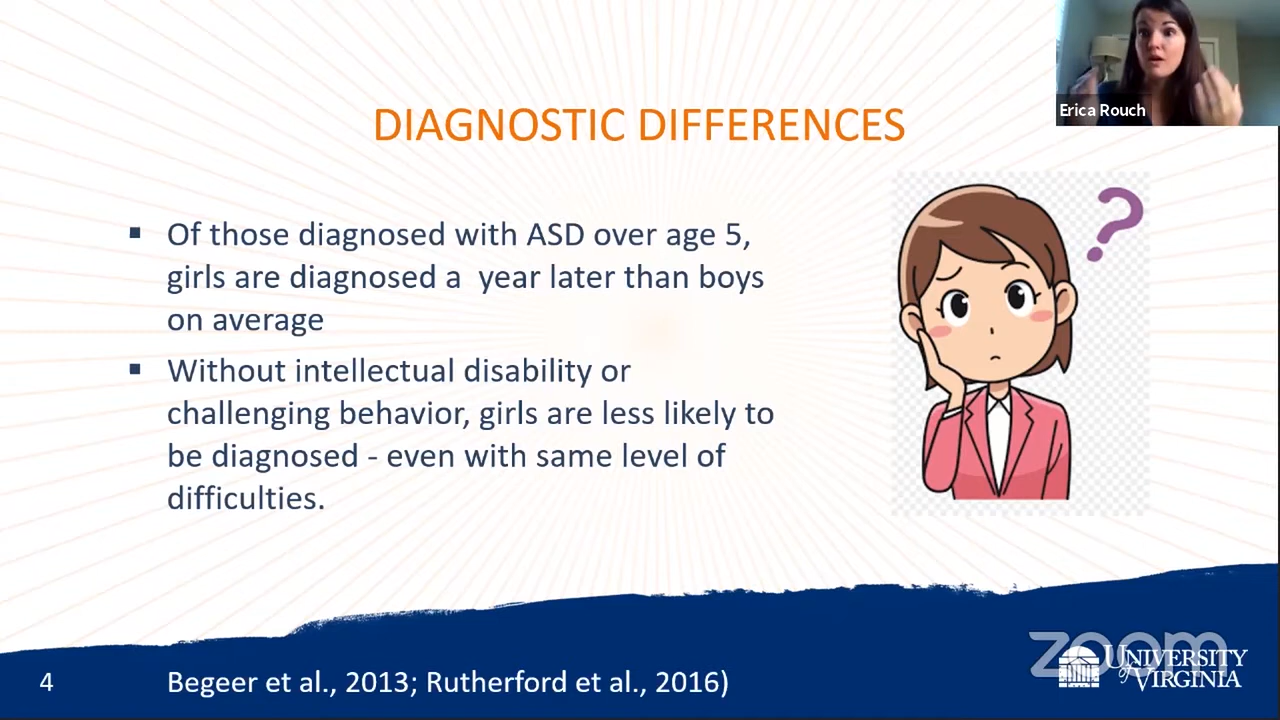 Erica Rouch
DIAGNOSTIC DIFFERENCES
?
▪ Of those diagnosed with ASD over age 5,
girls are diagnosed a  year later than boys
on average
▪ Without intellectual disability or
challenging behavior, girls are less likely to
be diagnosed - even with same level of
difficulties.
4
Begeer et al., 2013; Rutherford et al., 2016)
zoom
UNIVERSITY
VIRGINIA